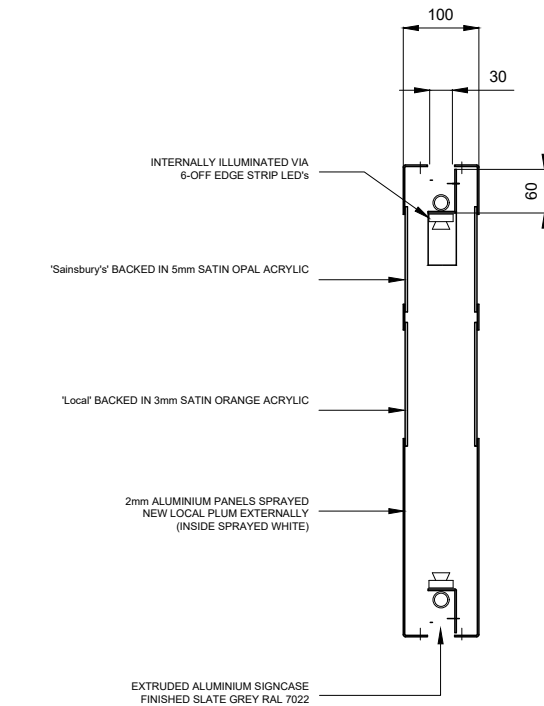 100
30
60
INTERNALLY ILLUMINATED VIA
6-OFF EDGE STRIP LED's
'Sainsbury's' BACKED IN 5mm SATIN OPAL ACRYLIC
'Local' BACKED IN 3mm SATIN ORANGE ACRYLIC
2mm ALUMINIUM PANELS SPRAYED
NEW LOCAL PLUM EXTERNALLY
(INSIDE SPRAYED WHITE)
EXTRUDED ALUMINIUM SIGNCASE
FINISHED SLATE GREY RAL 7022